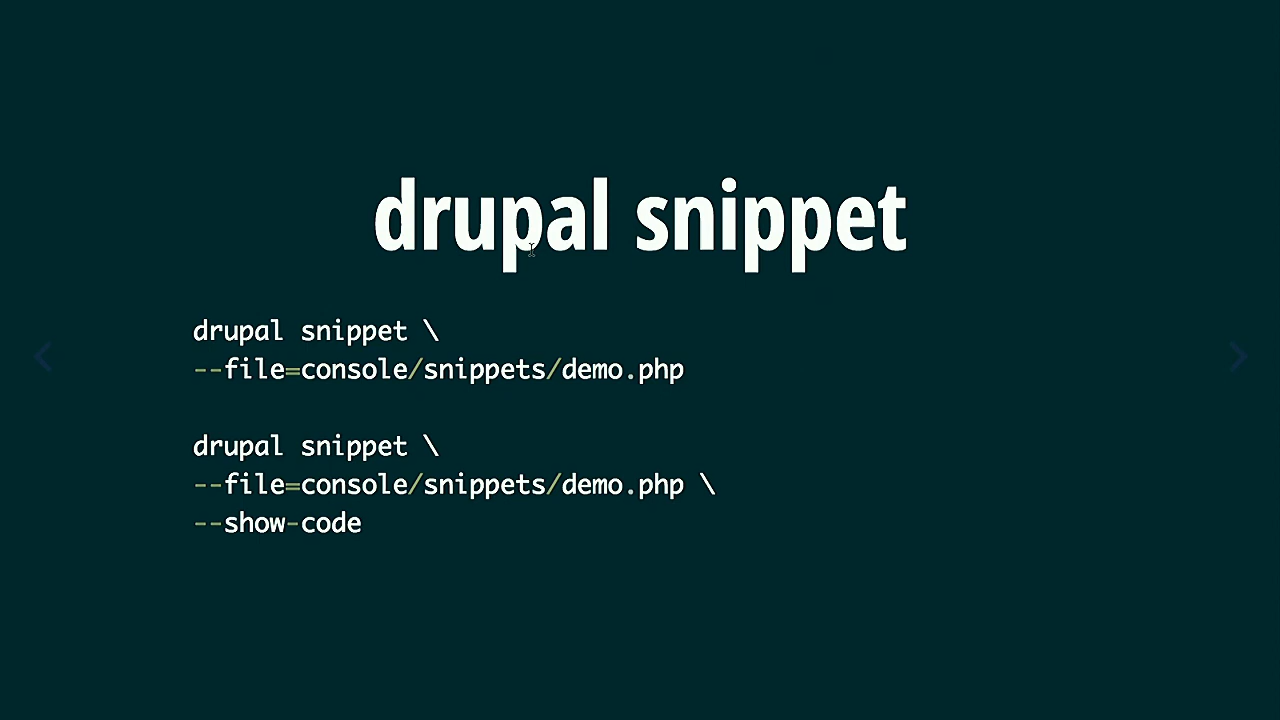 drupal snippet
drupal snippet \
--file=console/snippets/demo.php
drupal snippet \
--file=console/snippets/demo.php \
--show-code